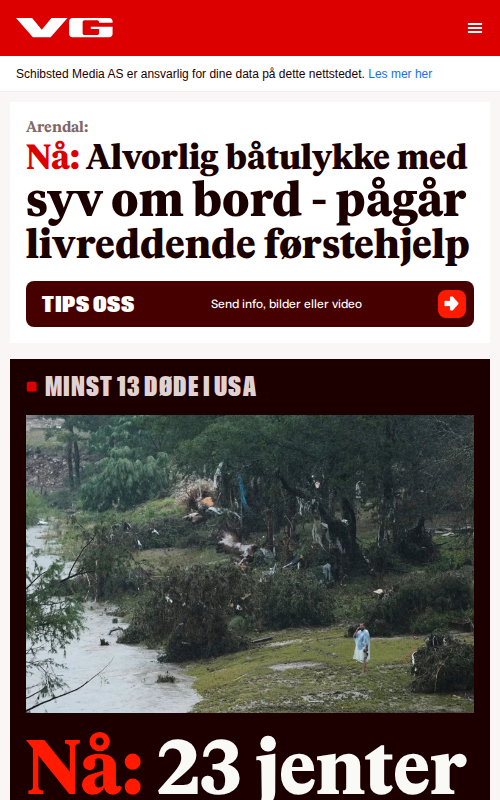 VG
Schibsted Media AS er ansvarlig for dine data på dette nettstedet. Les mer her
Arendal:
Nå: Alvorlig båtulykke med
syv om bord - pågår
livreddende førstehjelp
TIPS OSS
Send info, bilder eller video
MINST 13 DØDE I USA
Nå: 23 jenter